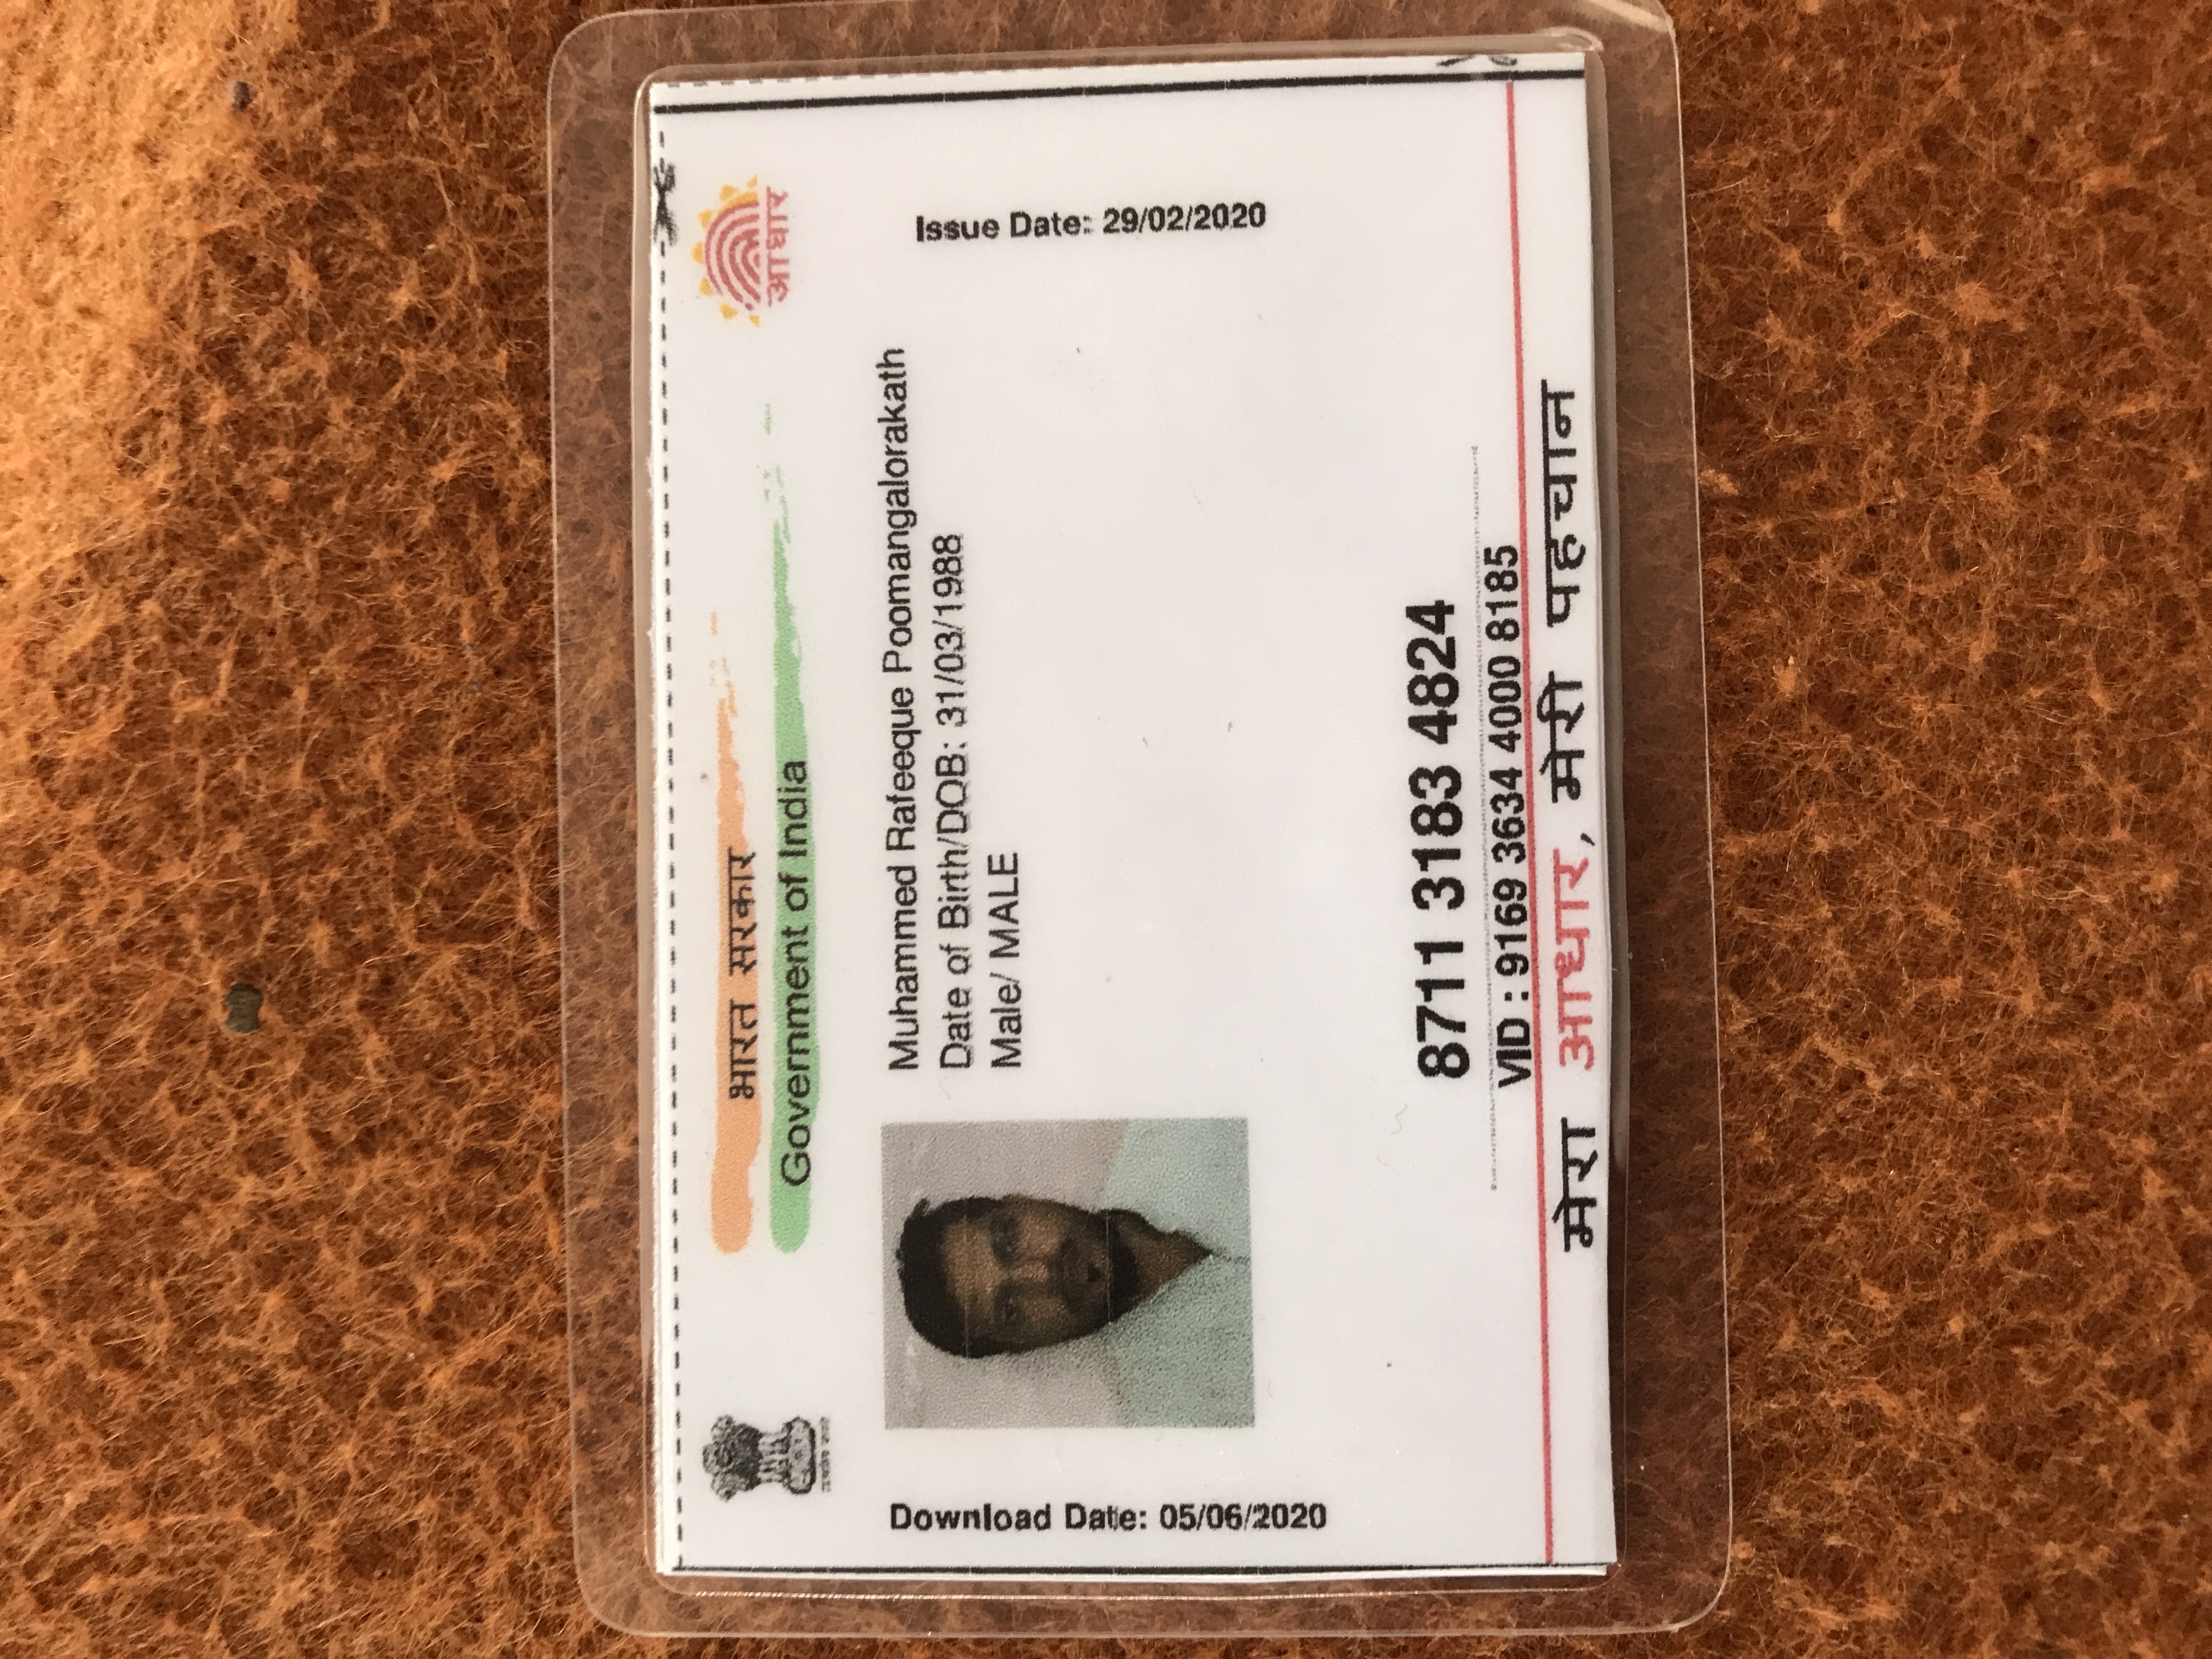 भारत सरकार
Government of India
आधार
Download Date: 05/06/2020
Muhammed Rafeeque Poomangalorakath
Date of Birth/DOB: 31/03/1988
Male/ MALE
Issue Date: 29/02/2020
8711 3183 4824
VID : 9169 3634 4000 8185
मेरा आधार, मेरी पहचान